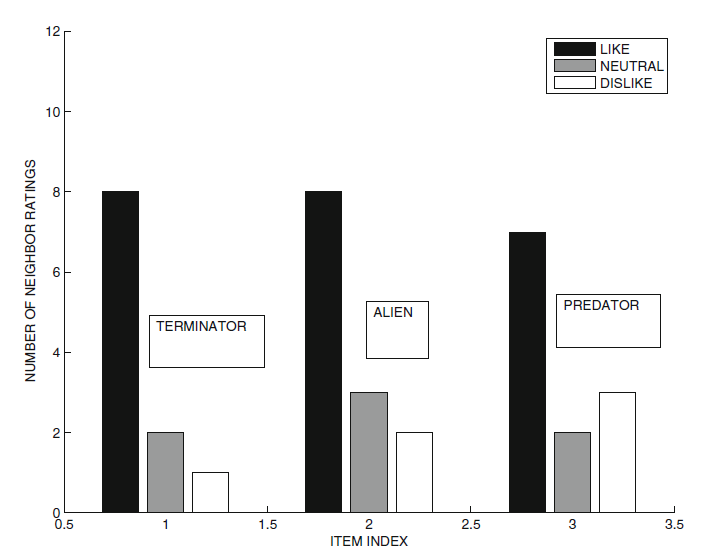 12
10
8
6
4
2
0
NUMBER OF NEIGHBOR RATINGS
LIKE
NEUTRAL
DISLIKE
TERMINATOR
ALIEN
PREDATOR
0.5 1 1.5 2 2.5 3 3.5
ITEM INDEX